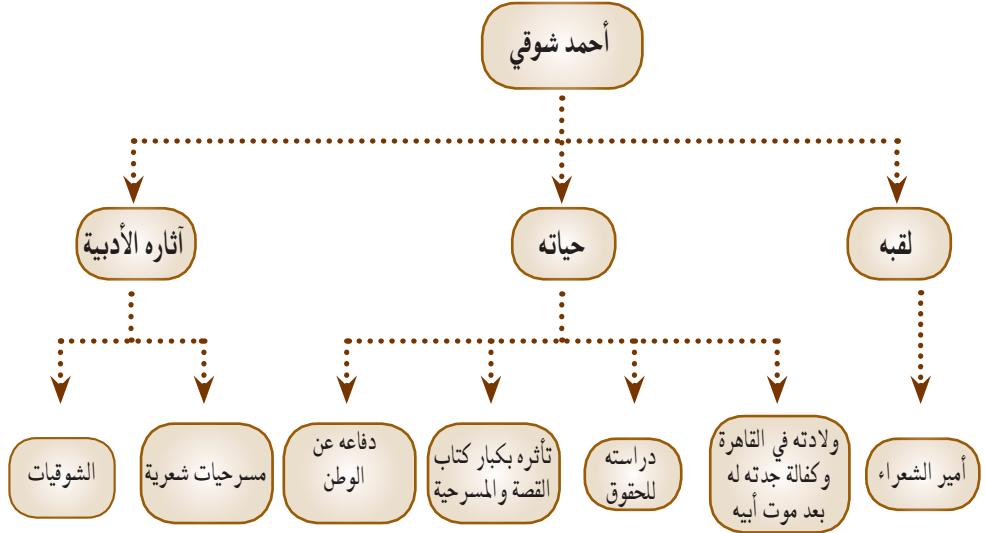 أحمد شوقي
لقبه
حياته
آثاره الأدبية
أمير الشعراء
ولادته في القاهرة
وكفالة جدته له
بعد موت أبيه
دراسته
للحقوق
تأثره بكبار كتاب
القصة والمسرحية
دفاعه عن
الوطن
مسرحيات شعرية
الشوقيات